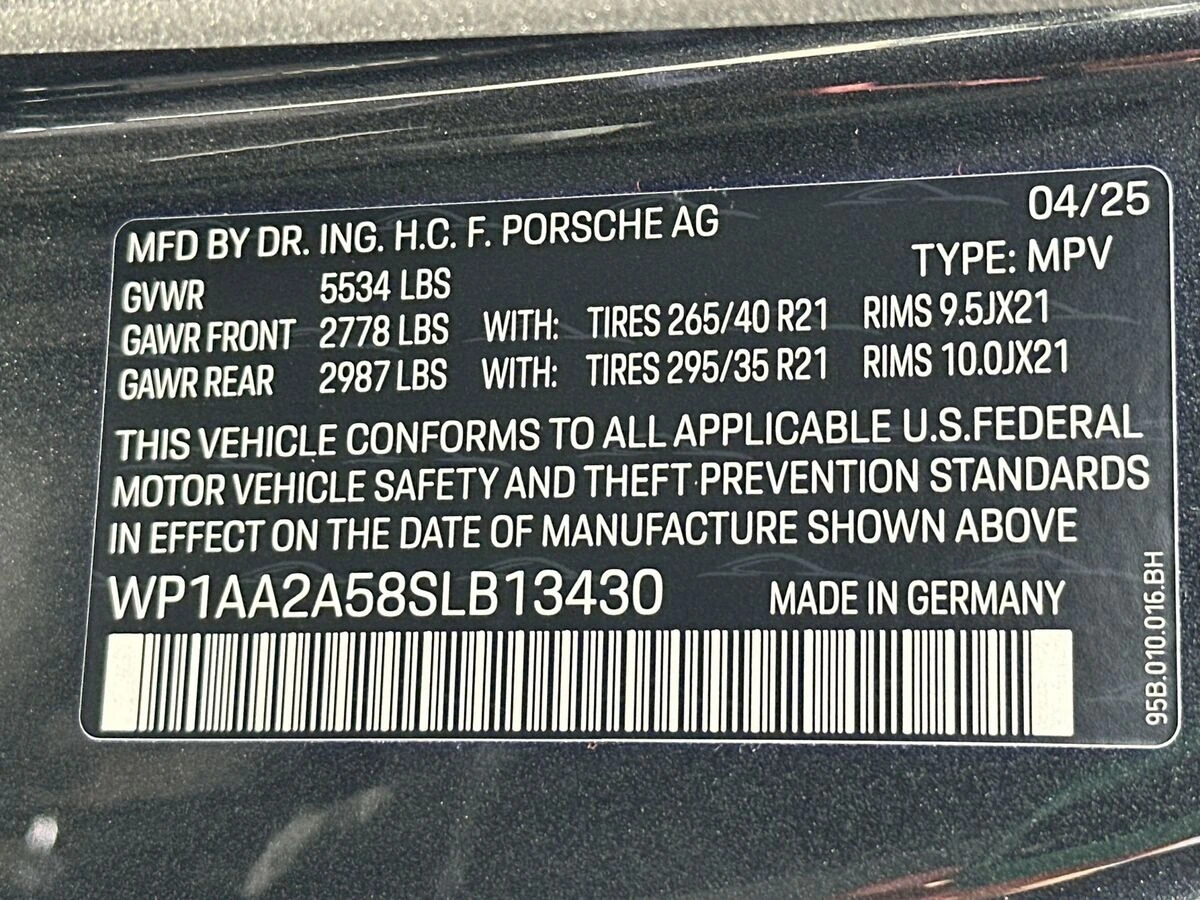 04/25
MFD BY DR. ING. H.C. F. PORSCHE AG
TYPE: MPV
GVWR 5534 LBS
GAWR FRONT 2778 LBS WITH: TIRES 265/40 R21 RIMS 9.5JX21
GAWR REAR 2987 LBS WITH: TIRES 295/35 R21 RIMS 10.0JX21
THIS VEHICLE CONFORMS TO ALL APPLICABLE U.S.FEDERAL
MOTOR VEHICLE SAFETY AND THEFT PREVENTION STANDARDS
IN EFFECT ON THE DATE OF MANUFACTURE SHOWN ABOVE
WP1AA2A58SLB13430 MADE IN GERMANY
95B.010.016.BH